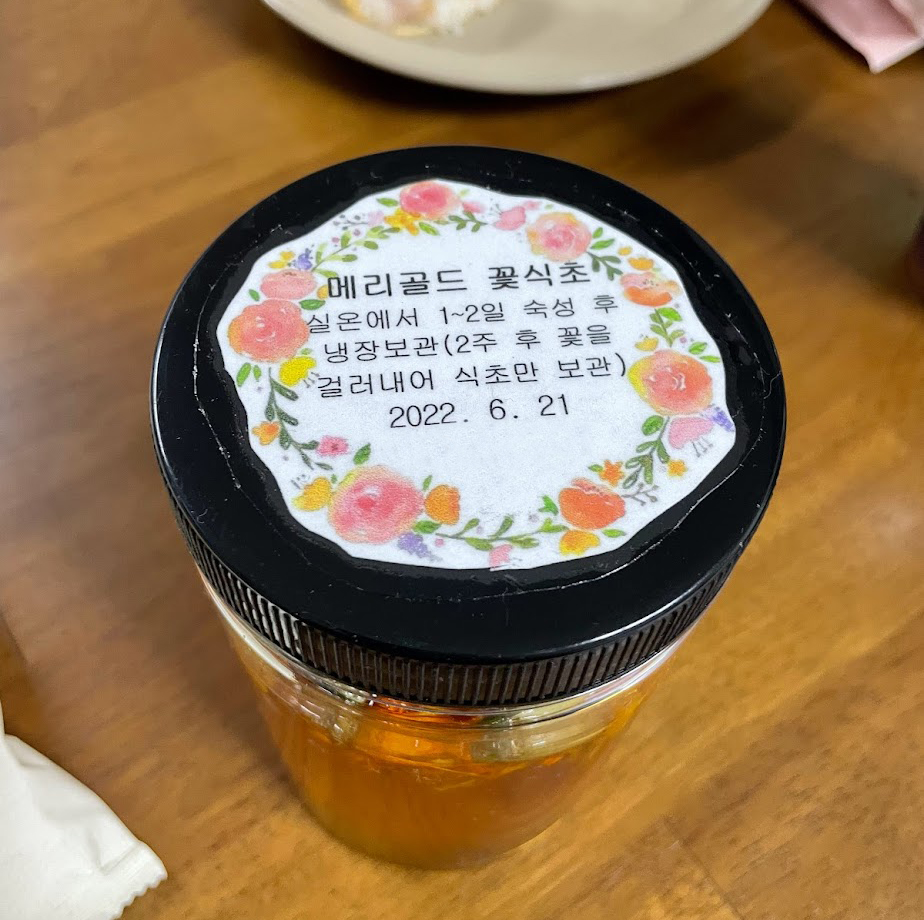 메리골드 꽃식초
실온에서 1~2일 숙성 후
냉장보관(2주 후 꽃을
걸러내어 식초만 보관)
2022. 6. 21